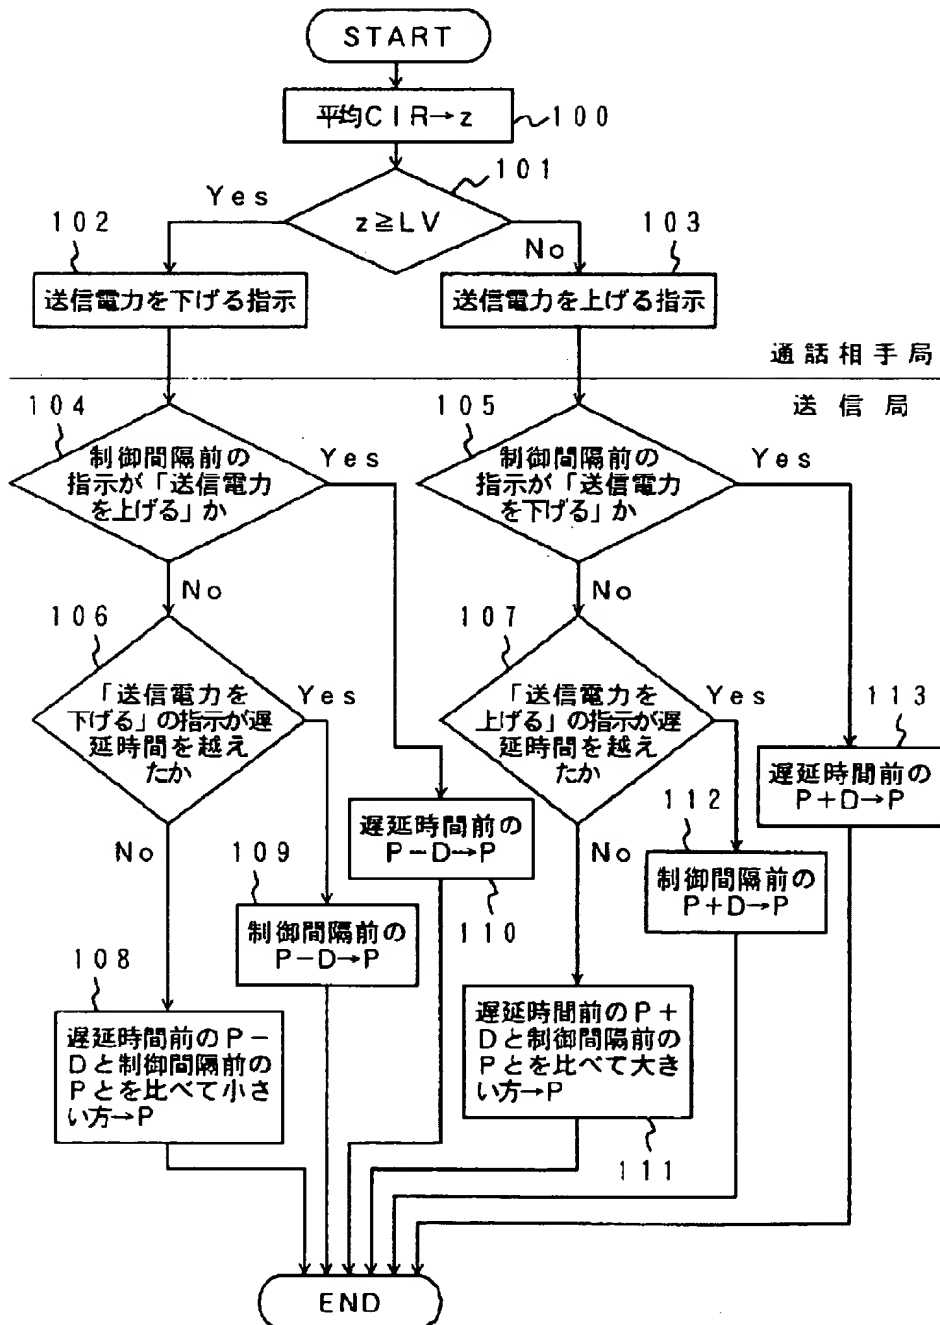 START
平均CIR→z
100
101
z≧LV
Yes
No
102
103
送信電力を下げる指示
送信電力を上げる指示
通話相手局
送信局
104
105
制御間隔前の
指示が「送信電力
を上げる」か
Yes
No
制御間隔前の
指示が「送信電力
を下げる」か
Yes
No
106
107
「送信電力を
下げる」の指示が遅
延時間を越え
たか
Yes
No
「送信電力を
上げる」の指示が遅
延時間を越え
たか
Yes
No
113
遅延時間前の
P+D→P
112
制御間隔前の
P+D→P
遅延時間前の
P-D→P
110
109
制御間隔前の
P-D→P
108
遅延時間前のP-
Dと制御間隔前の
Pとを比べて小さ
い方→P
遅延時間前のP+
Dと制御間隔前の
Pとを比べて大き
い方→P
111
END